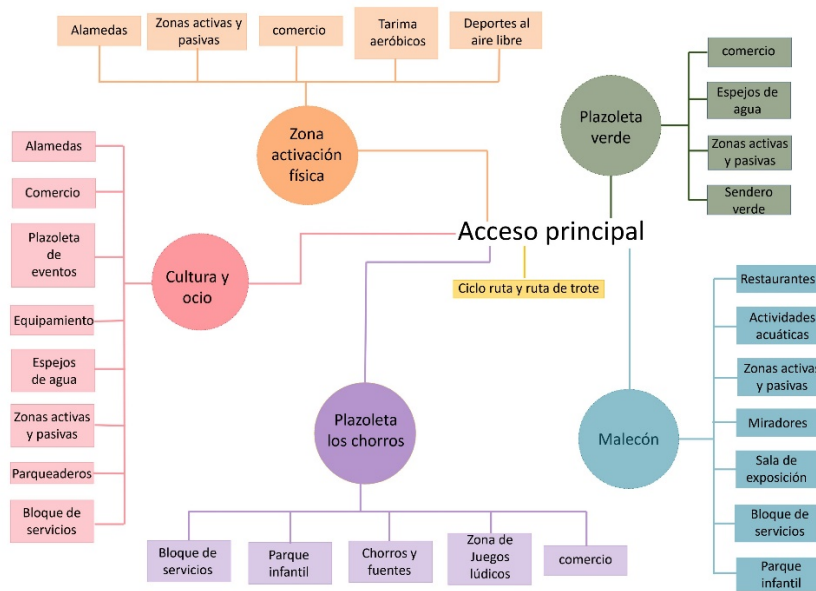 Alamedas
Zonas activas y
pasivas
comercio
Tarima
aeróbicos
Deportes al
aire libre
Zona
activación
física
Plazoleta
verde
comercio
Espejos de
agua
Zonas activas
y pasivas
Sendero
verde
Acceso principal
Ciclo ruta y ruta de trote
Cultura y
ocio
Alamedas
Comercio
Plazoleta
de
eventos
Equipamiento
Espejos
de agua
Zonas activas
y pasivas
Parqueaderos
Bloque de
servicios
Plazoleta
los chorros
Bloque de
servicios
Parque
infantil
Chorros y
fuentes
Zona de
Juegos
lúdicos
comercio
Malecón
Restaurantes
Actividades
acuáticas
Zonas activas
y pasivas
Miradores
Sala de
exposición
Bloque de
servicios
Parque
infantil